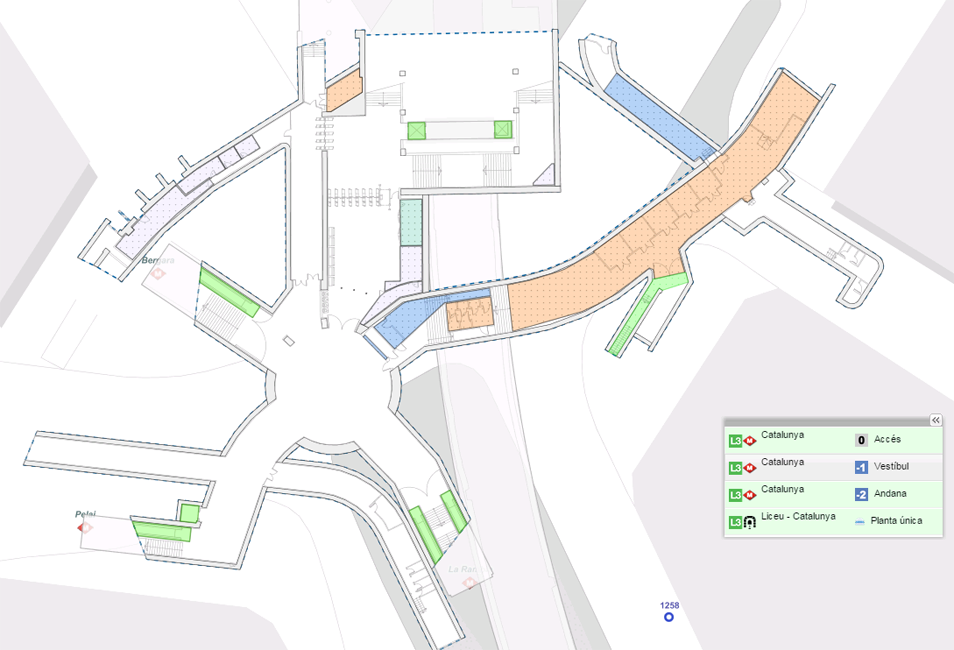 Bergara
Pelai
La Ram
1258
«
L3 M Catalunya 0 Accés
L3 M Catalunya -1 Vestíbul
L3 M Catalunya -2 Andana
L3 Liceu - Catalunya Planta única